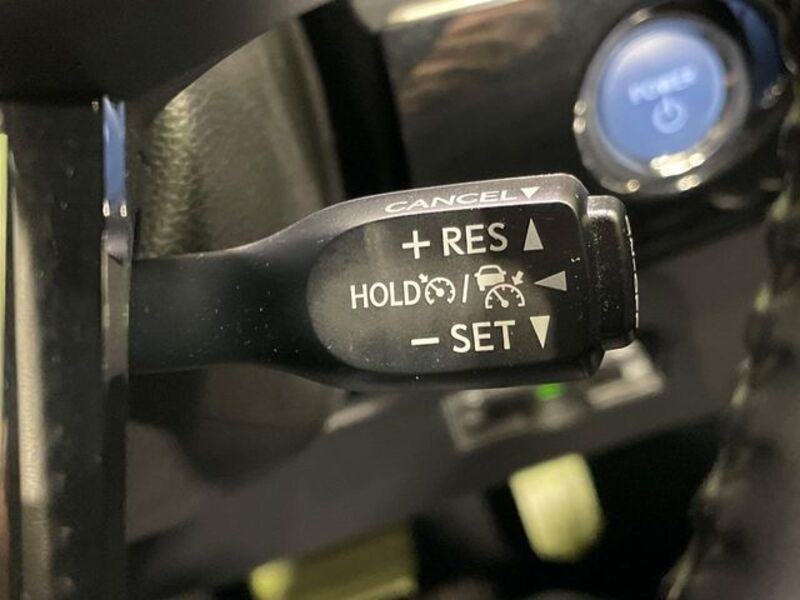 POWER
CANCEL
+ RES
HOLD /
- SET